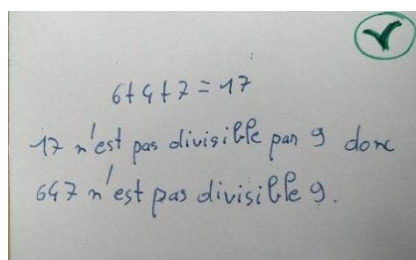 6+4+7=17
17 n'est pas divisible par 9 donc
647 n'est pas divisible 9.